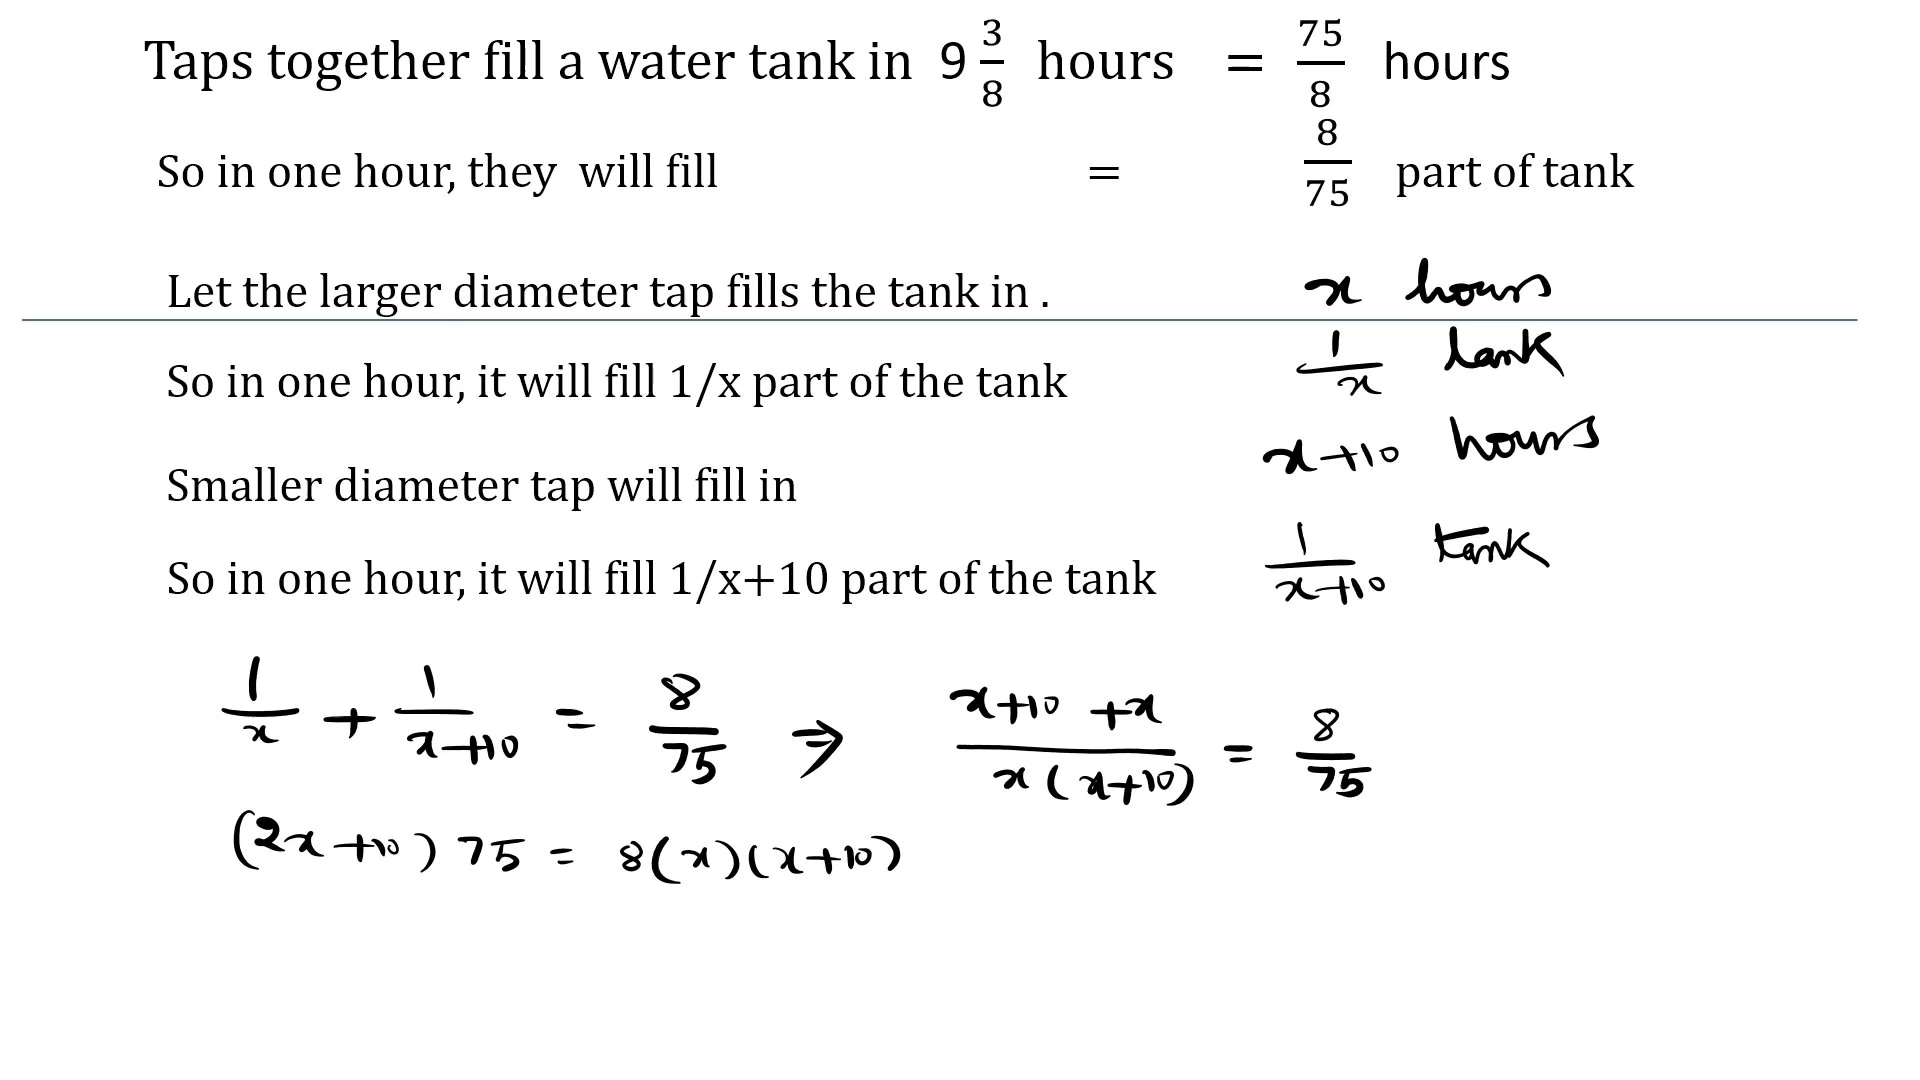 Taps together fill a water tank in 9 3/8 hours = 75/8 hours
So in one hour, they will fill = 8/75 part of tank
Let the larger diameter tap fills the tank in . x hours
So in one hour, it will fill 1/x part of the tank 1/x tank
Smaller diameter tap will fill in x+10 hours
So in one hour, it will fill 1/x+10 part of the tank 1/(x+10) tank
1/x + 1/(x+10) = 8/75 ⇒ (x+10 +x)/(x(x+10)) = 8/75
(2x+10) 75 = 8(x)(x+10)